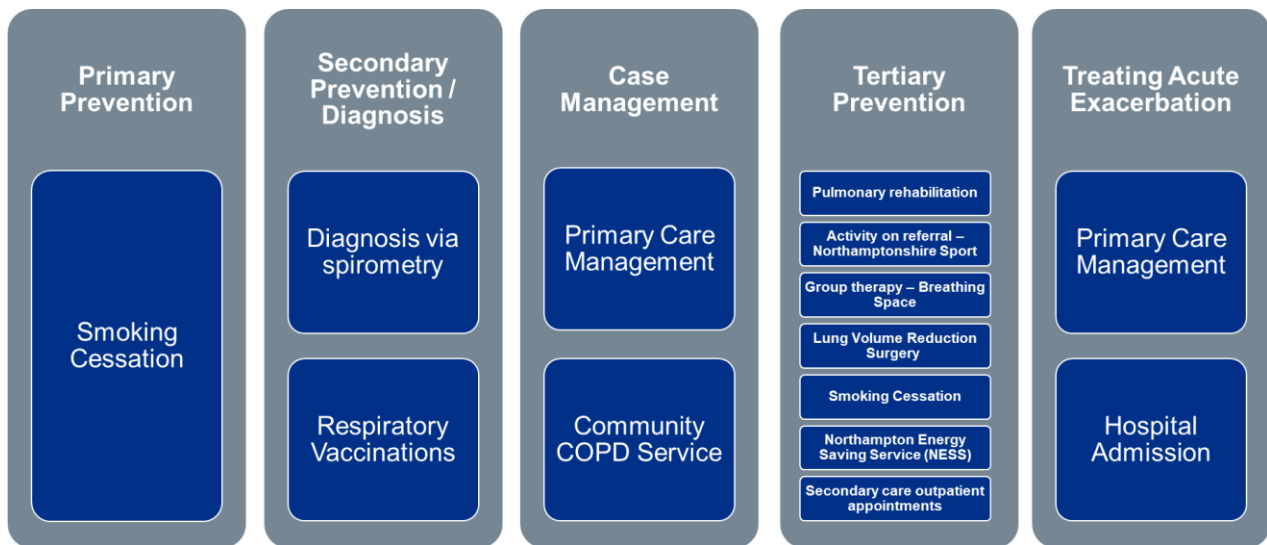 Primary
Prevention
Smoking
Cessation
Secondary
Prevention /
Diagnosis
Diagnosis via
spirometry
Respiratory
Vaccinations
Case
Management
Primary Care
Management
Community
COPD Service
Tertiary
Prevention
Pulmonary rehabilitation
Activity on referral –
Northamptonshire Sport
Group therapy – Breathing
Space
Lung Volume Reduction
Surgery
Smoking Cessation
Northampton Energy
Saving Service (NESS)
Secondary care outpatient
appointments
Treating Acute
Exacerbation
Primary Care
Management
Hospital
Admission